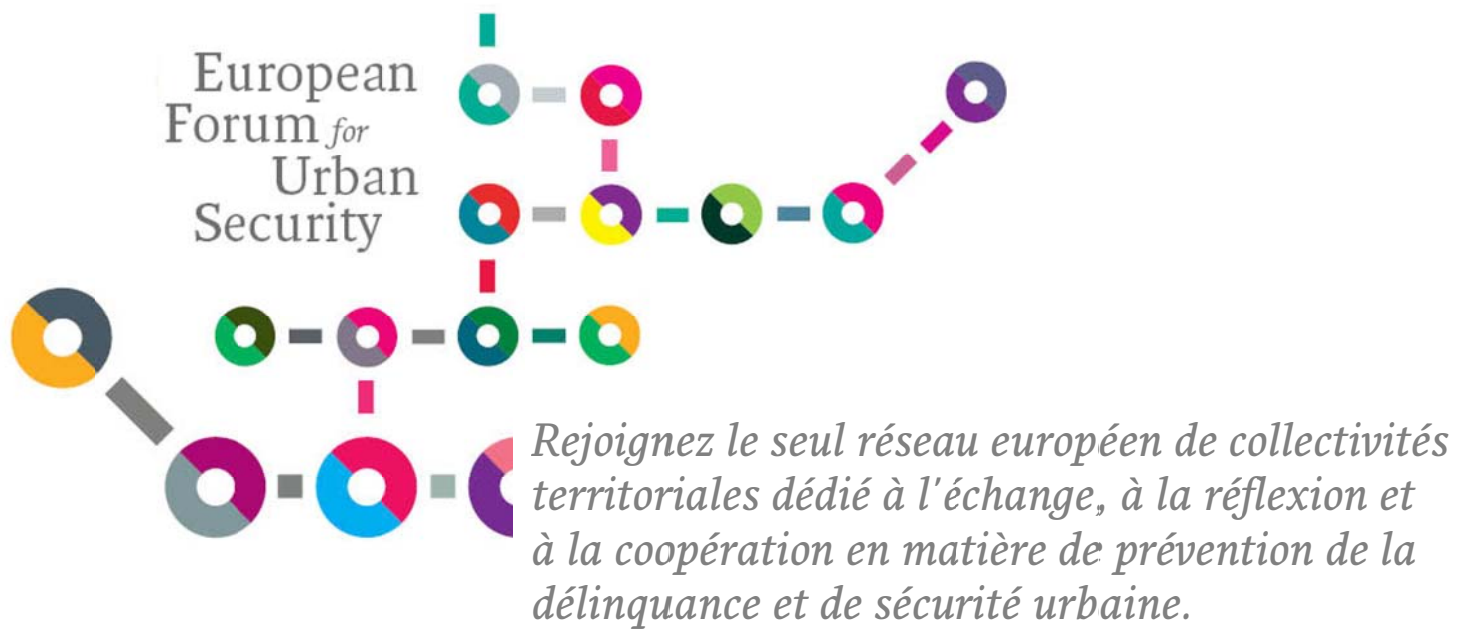 European
Forum for
Urban
Security
Rejoignez le seul réseau européen de collectivités
territoriales dédié à l'échange, à la réflexion et
à la coopération en matière de prévention de la
délinquance et de sécurité urbaine.